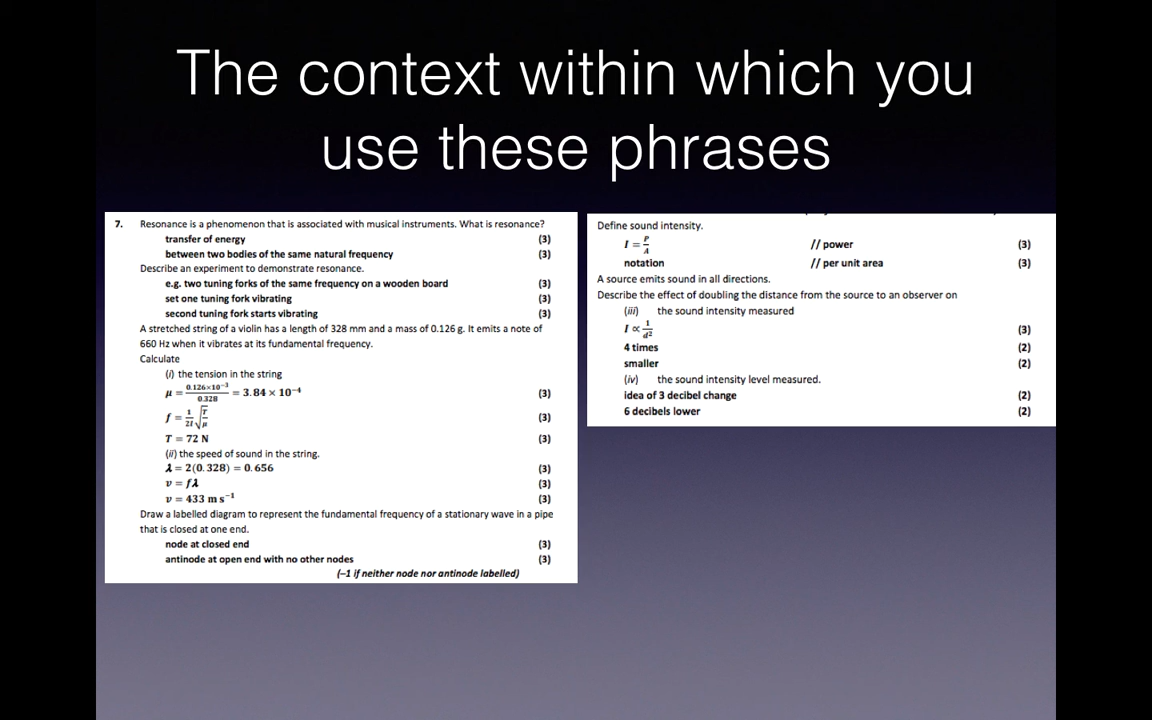 The context within which you
use these phrases
7. Resonance is a phenomenon that is associated with musical instruments. What is resonance?
transfer of energy (3)
between two bodies of the same natural frequency (3)
Describe an experiment to demonstrate resonance.
e.g. two tuning forks of the same frequency on a wooden board (3)
set one tuning fork vibrating (3)
second tuning fork starts vibrating (3)
A stretched string of a violin has a length of 328 mm and a mass of 0.126 g. It emits a note of
660 Hz when it vibrates at its fundamental frequency.
Calculate
(i) the tension in the string
μ = 0.126×10⁻³/0.328 = 3.84 × 10⁻⁴ (3)
f = 1/2l √T/μ (3)
T = 72 N (3)
(ii) the speed of sound in the string.
λ = 2(0.328) = 0.656 (3)
v = fλ (3)
v = 433 m s⁻¹ (3)
Draw a labelled diagram to represent the fundamental frequency of a stationary wave in a pipe
that is closed at one end.
node at closed end (3)
antinode at open end with no other nodes (3)
(–1 if neither node nor antinode labelled)
Define sound intensity.
I = P/A // power (3)
notation // per unit area (3)
A source emits sound in all directions.
Describe the effect of doubling the distance from the source to an observer on
(iii) the sound intensity measured
I ∝ 1/d² (3)
4 times (2)
smaller (2)
(iv) the sound intensity level measured.
idea of 3 decibel change (2)
6 decibels lower (2)